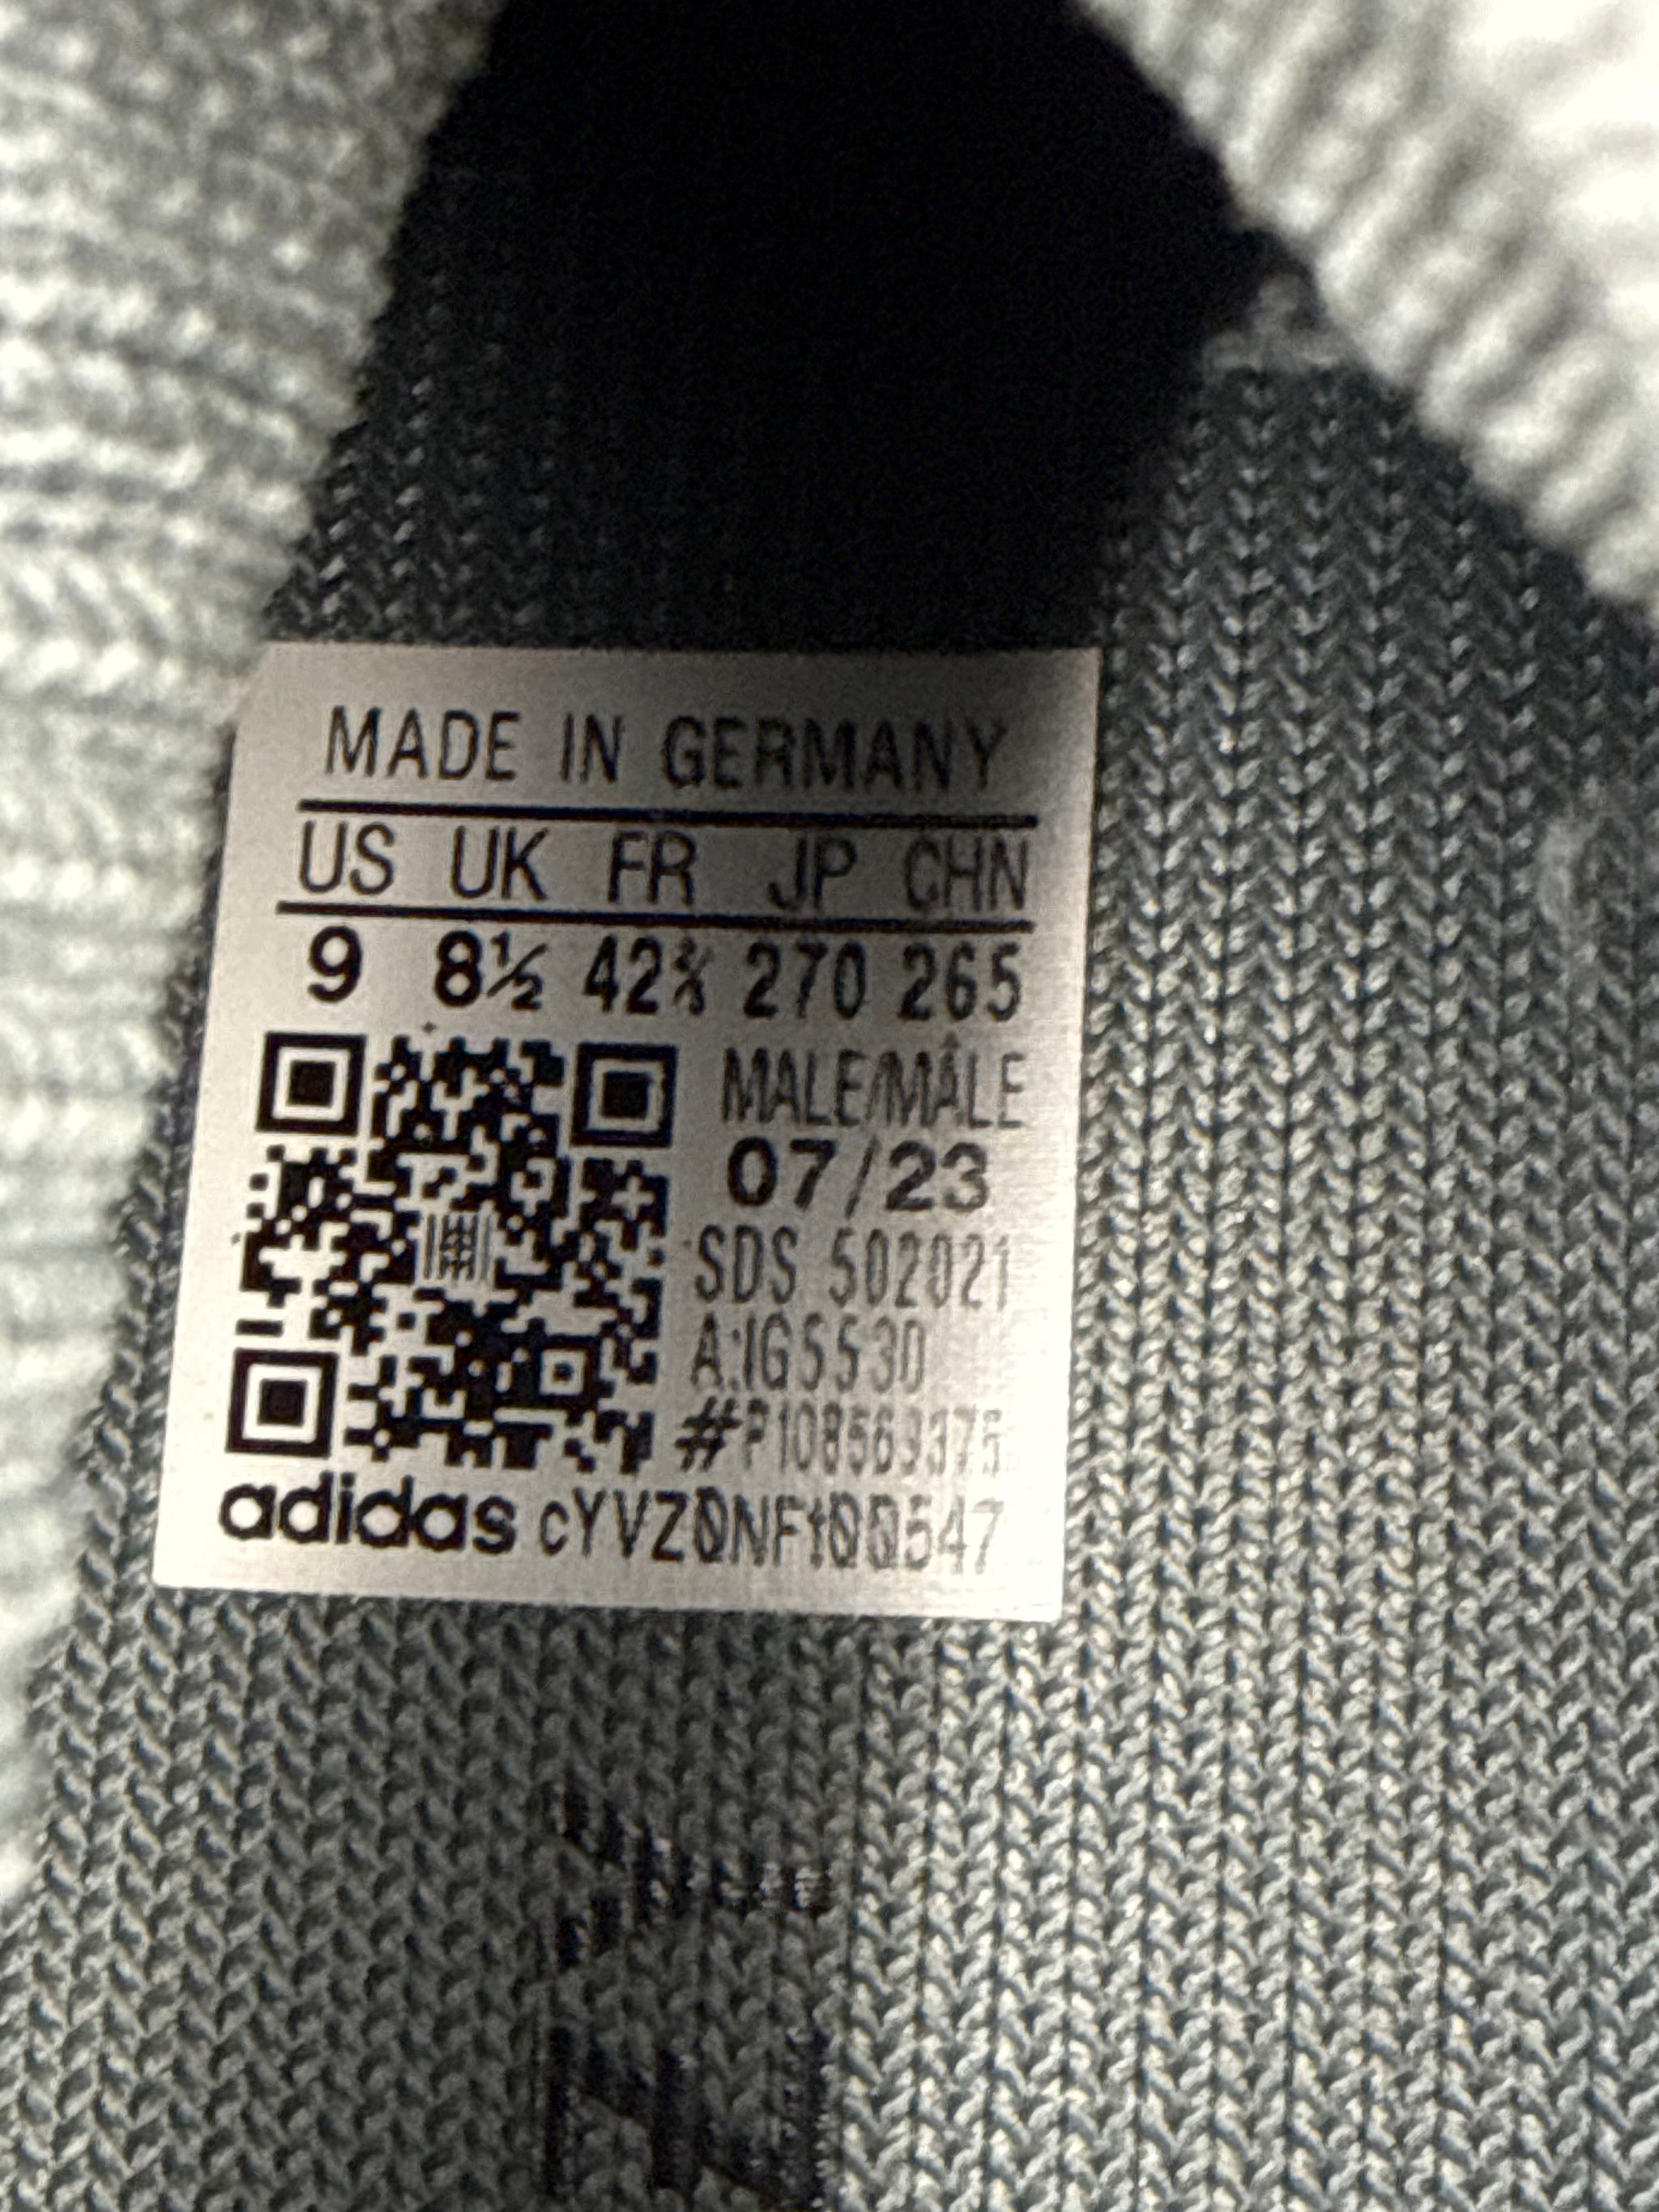 MADE IN GERMANY
US UK FR JP CHN
9 8½ 42⅔ 270 265
MALE/MÂLE
07/23
SDS 502021
A:IG5530
#P108569375
adidas cYVZ0NFt0Q547